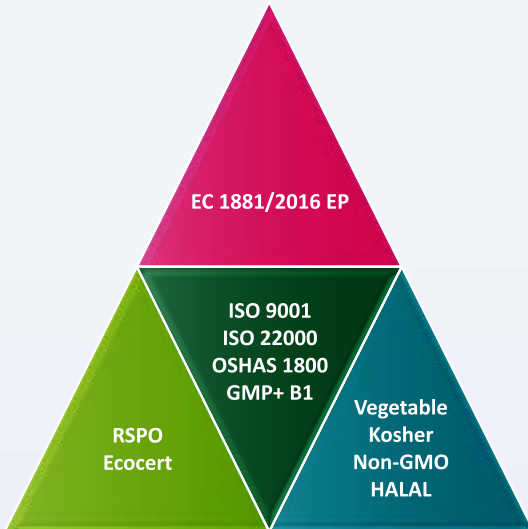 EC 1881/2016 EP
ISO 9001
ISO 22000
OSHAS 1800
GMP+ B1
RSPO
Ecocert
Vegetable
Kosher
Non-GMO
HALAL